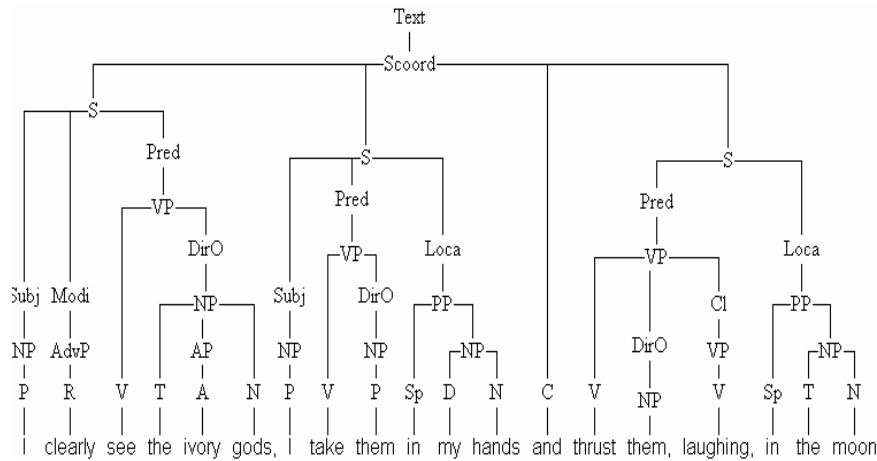 Text
Scoord
S
Pred
S
S
Pred
Pred
VP
DirO
VP
Loca
VP
Loca
Subj Modi NP Subj DirO PP Cl PP
NP AdvP AP NP NP NP DirO VP NP
P R V T A N P V P Sp D N C V NP V Sp T N
I clearly see the ivory gods, I take them in my hands and thrust them, laughing, in the moon